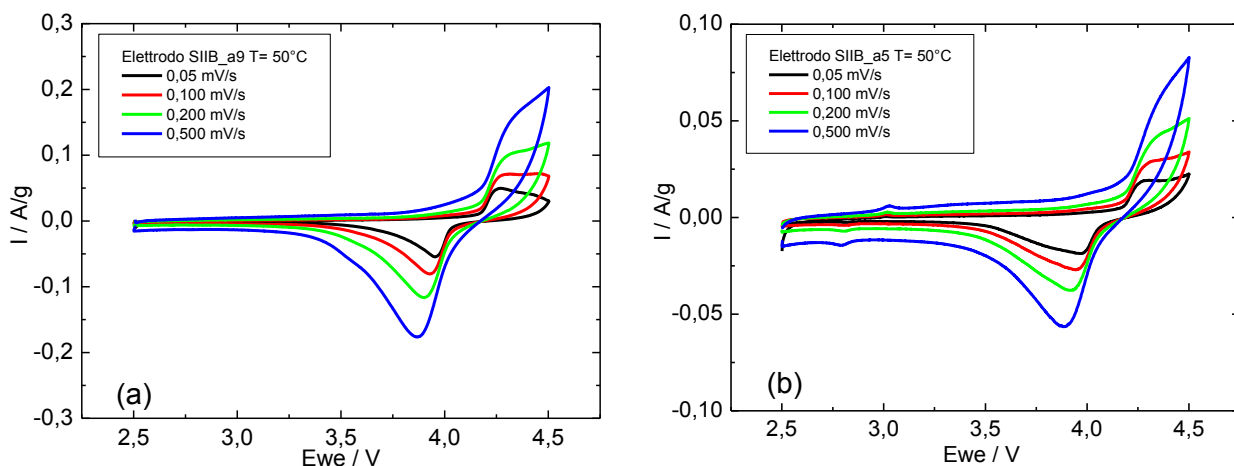 0,3
0,2
0,1
0,0
-0,1
-0,2
-0,3
I / A/g
Elettrodo SIIB_a9 T= 50°C
0,05 mV/s
0,100 mV/s
0,200 mV/s
0,500 mV/s
(a)
2,5 3,0 3,5 4,0 4,5
Ewe / V
0,10
0,05
0,00
-0,05
-0,10
I / A/g
Elettrodo SIIB_a5 T= 50°C
0,05 mV/s
0,100 mV/s
0,200 mV/s
0,500 mV/s
(b)
2,5 3,0 3,5 4,0 4,5
Ewe / V